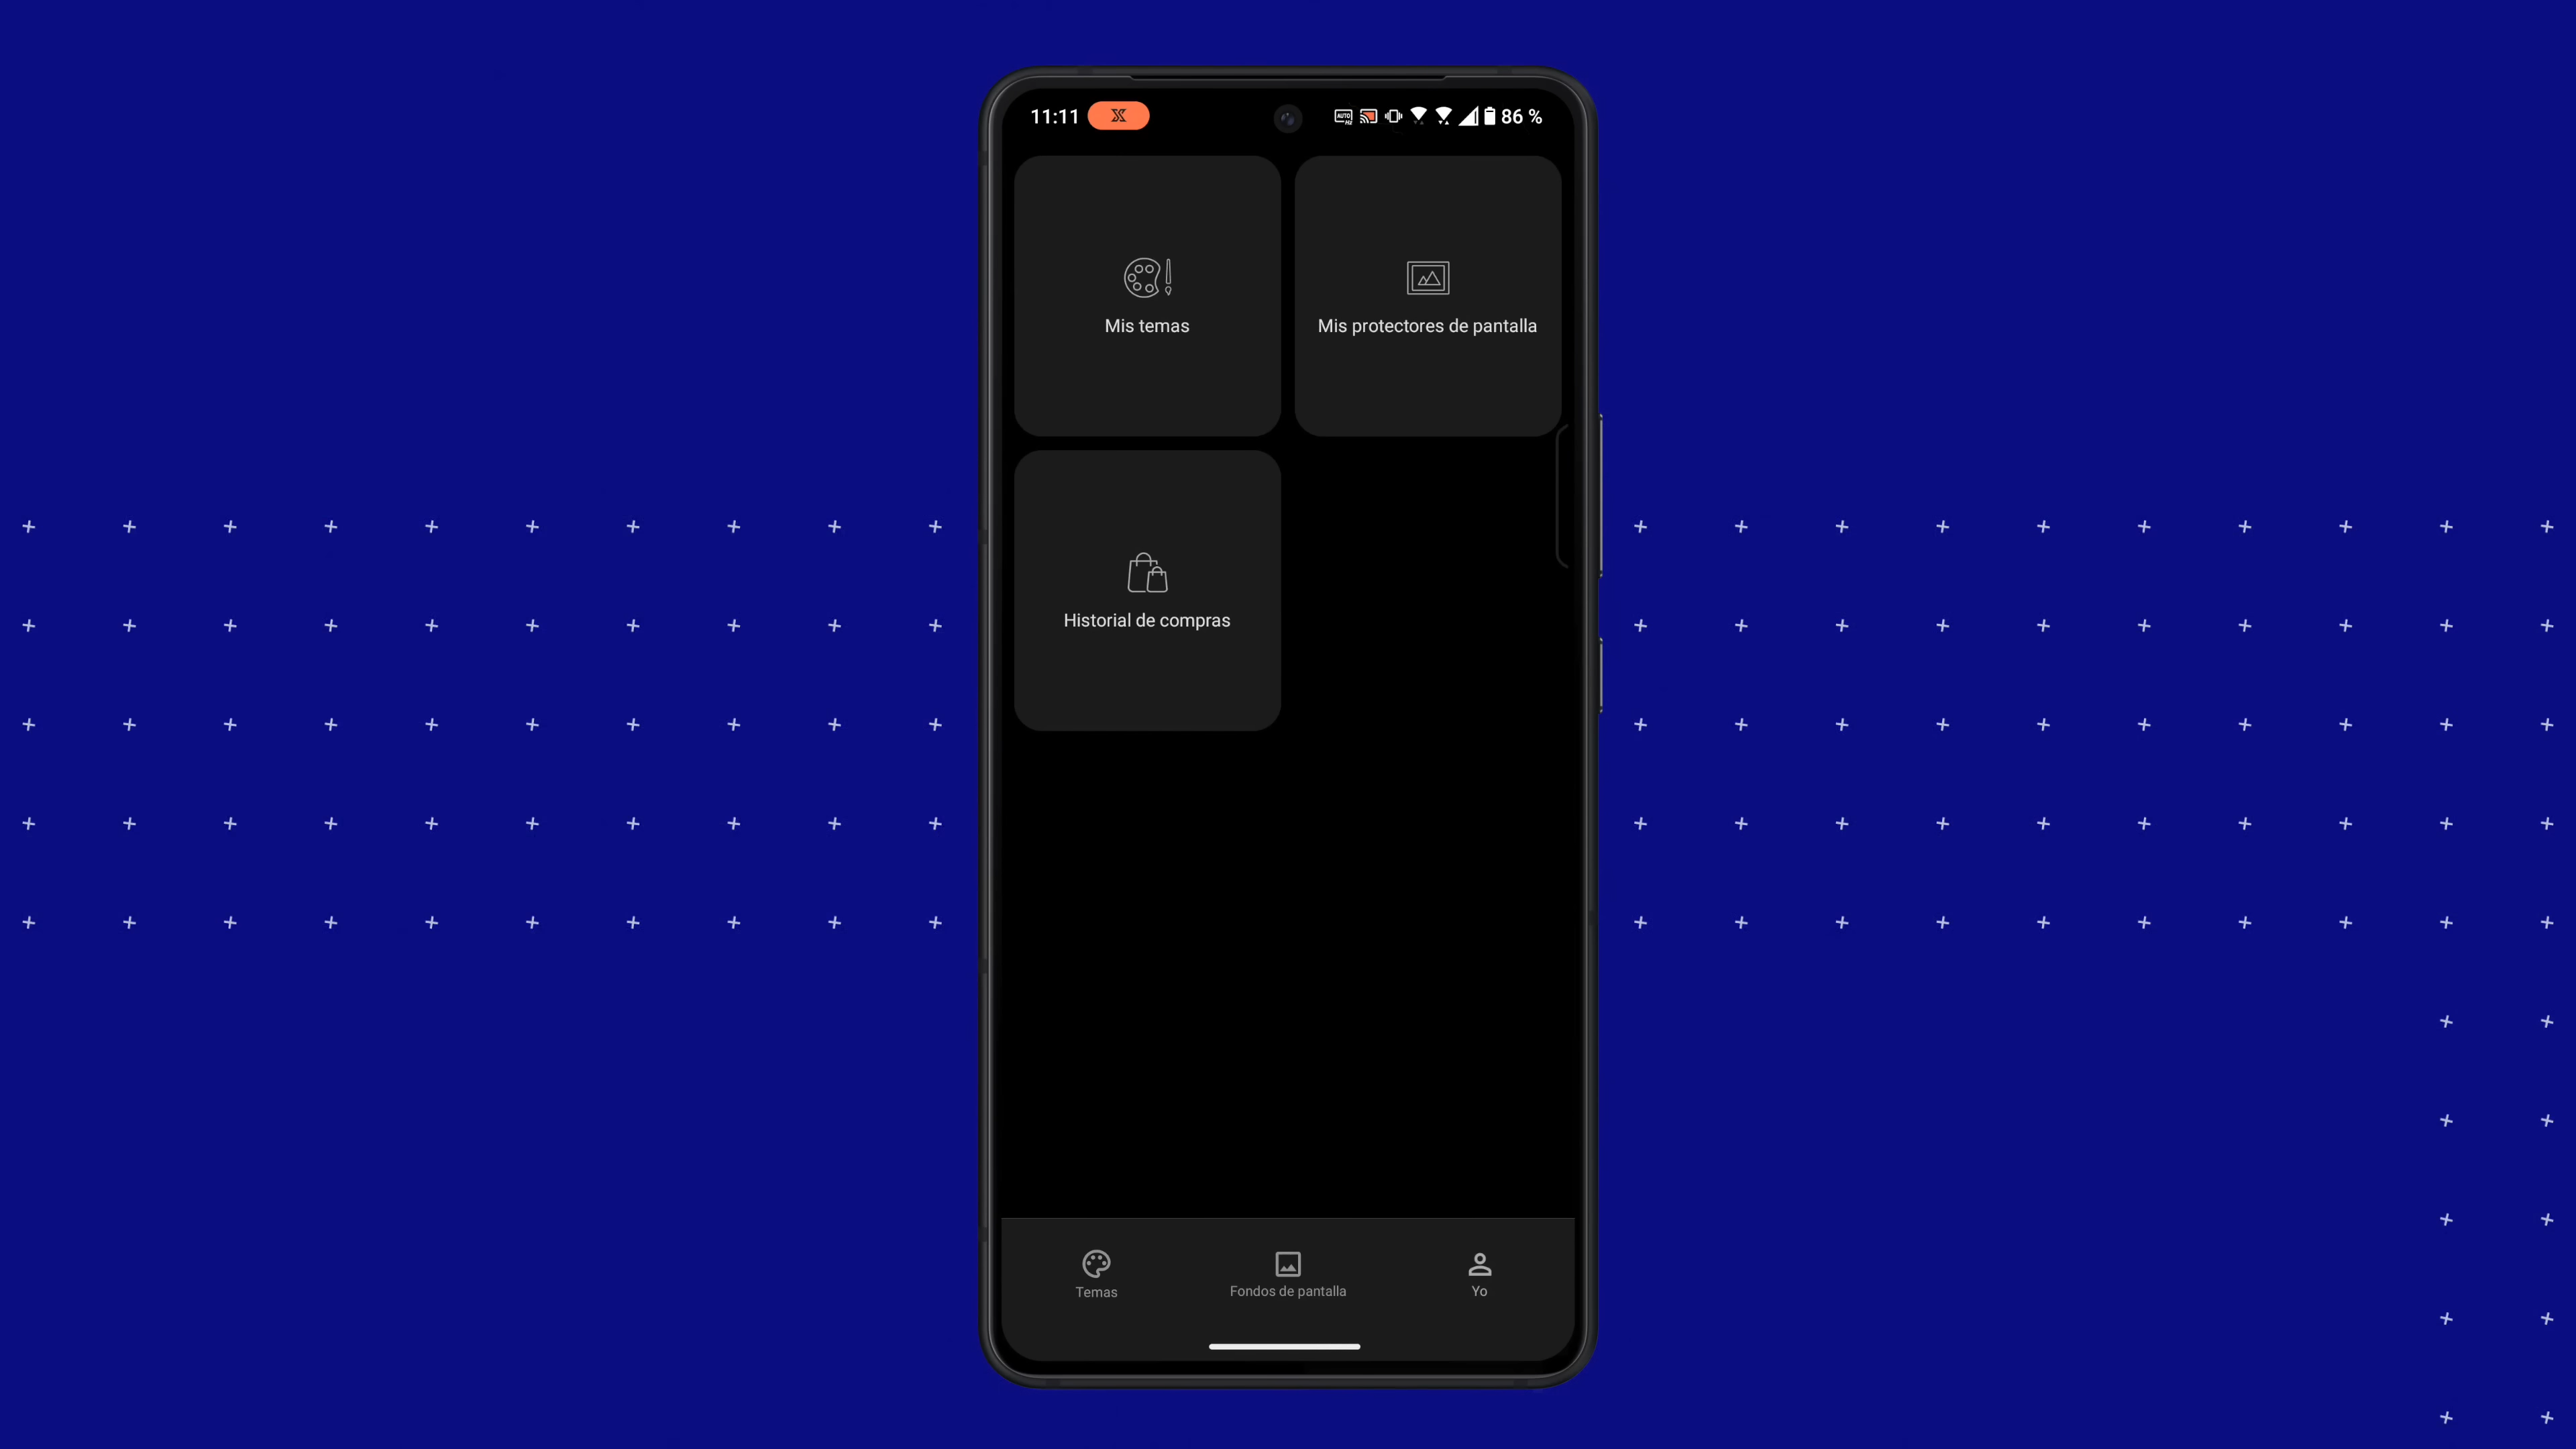 11:11 86 %
Mis temas
Mis protectores de pantalla
Historial de compras
Temas
Fondos de pantalla
Yo